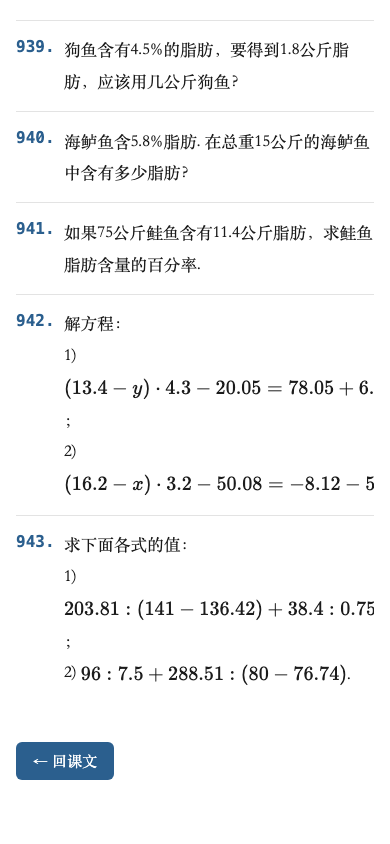 939. 狗鱼含有4.5%的脂肪，要得到1.8公斤脂
肪，应该用几公斤狗鱼？
940. 海鲈鱼含5.8%脂肪. 在总重15公斤的海鲈鱼
中含有多少脂肪？
941. 如果75公斤鲑鱼含有11.4公斤脂肪，求鲑鱼
脂肪含量的百分率.
942. 解方程：
1)
(13.4 − y) · 4.3 − 20.05 = 78.05 + 6.
;
2)
(16.2 − x) · 3.2 − 50.08 = −8.12 − 5
943. 求下面各式的值：
1)
203.81 : (141 − 136.42) + 38.4 : 0.75
;
2) 96 : 7.5 + 288.51 : (80 − 76.74).
← 回课文